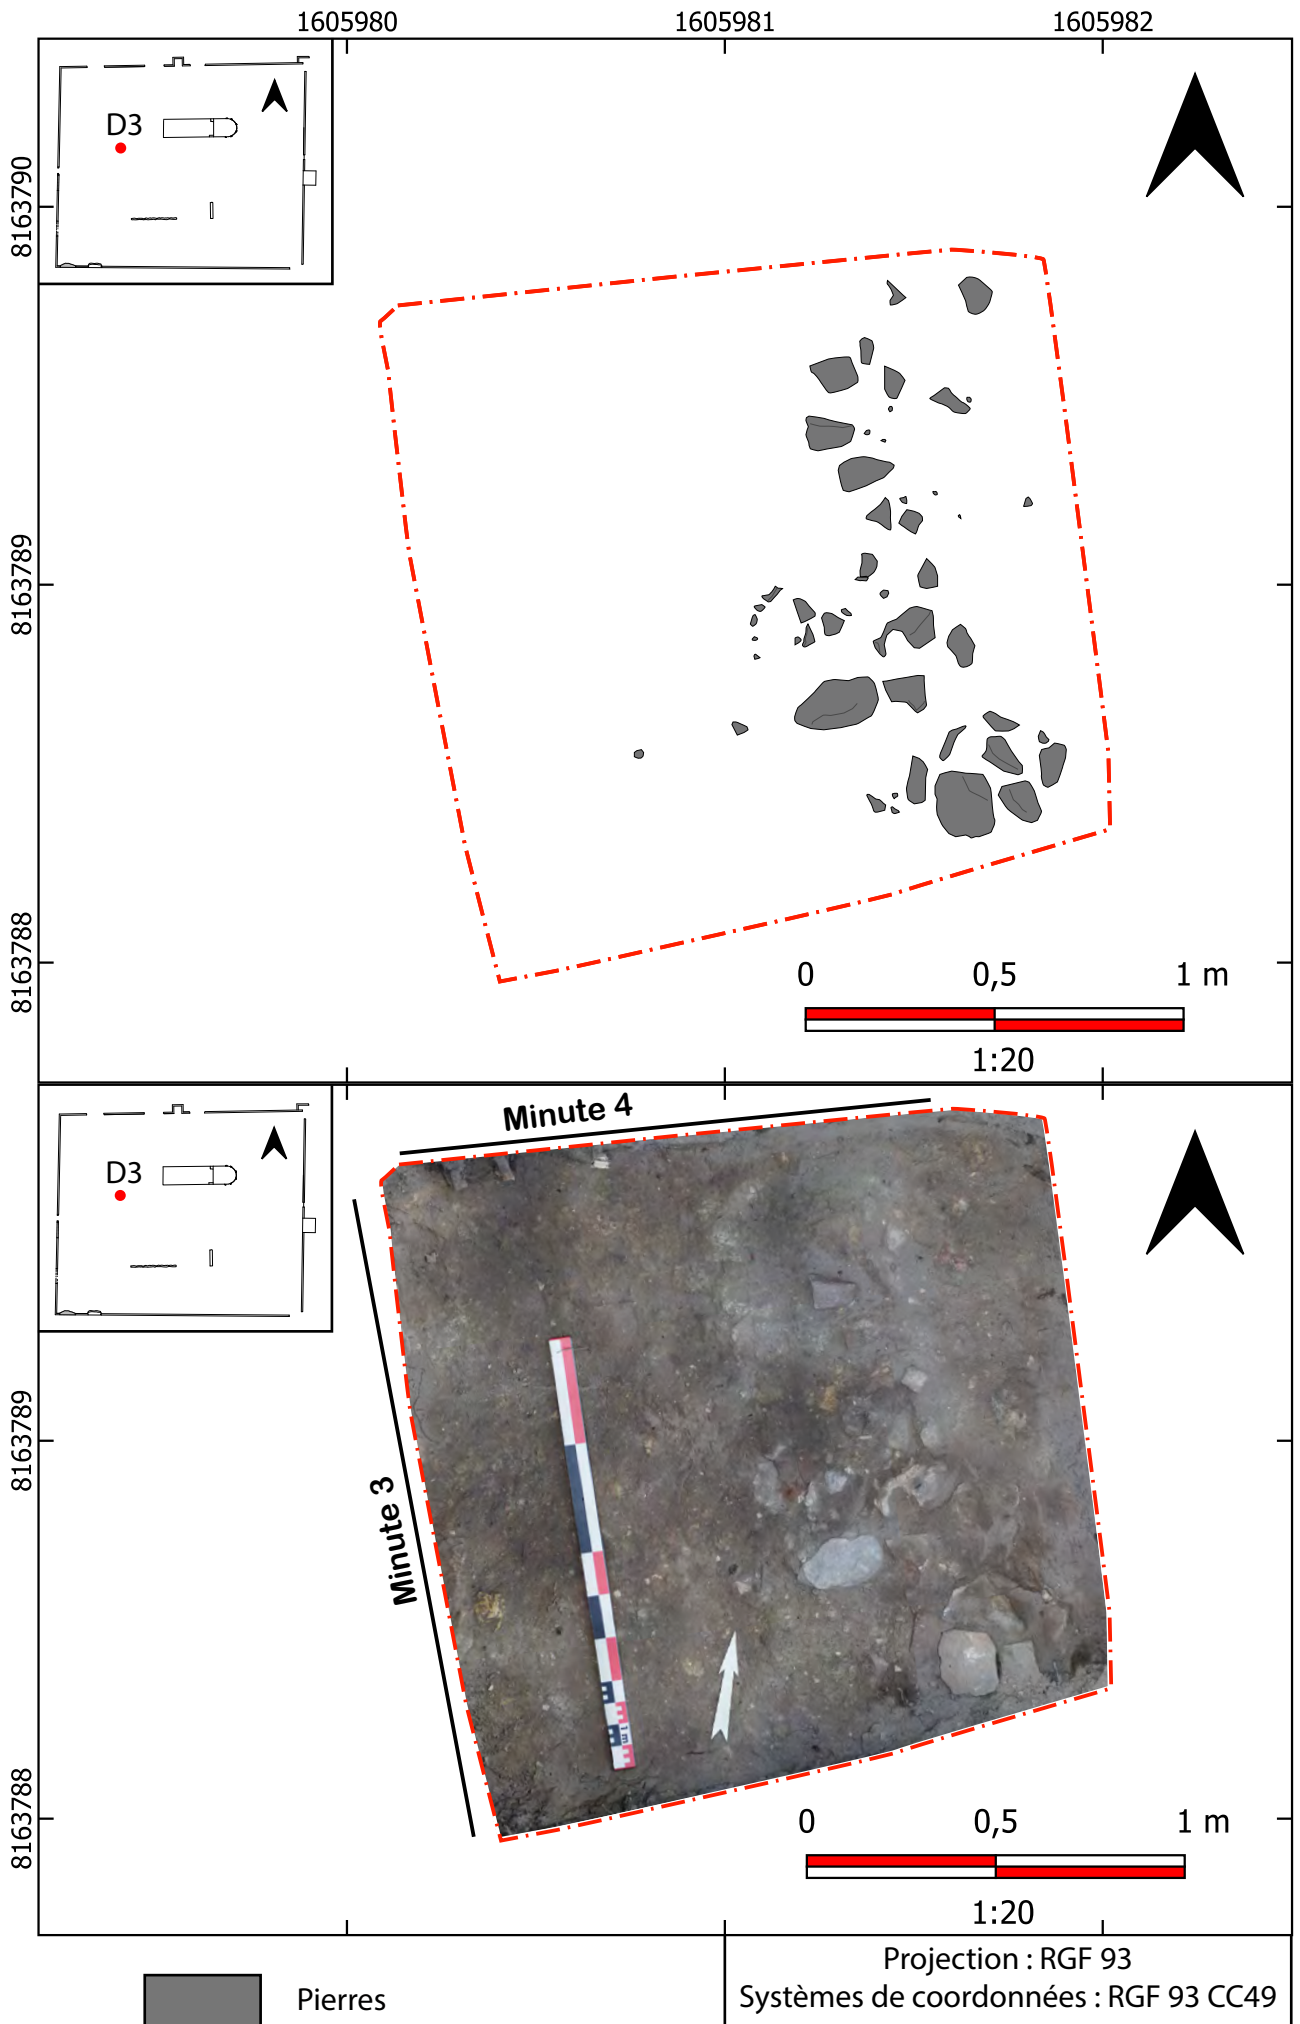 1605980 1605981 1605982
D3
8163790
8163789
8163788
0 0,5 1 m
1:20
Minute 4
D3
8163789
Minute 3
1 m
8163788
0 0,5 1 m
1:20
Pierres
Projection : RGF 93
Systèmes de coordonnées : RGF 93 CC49